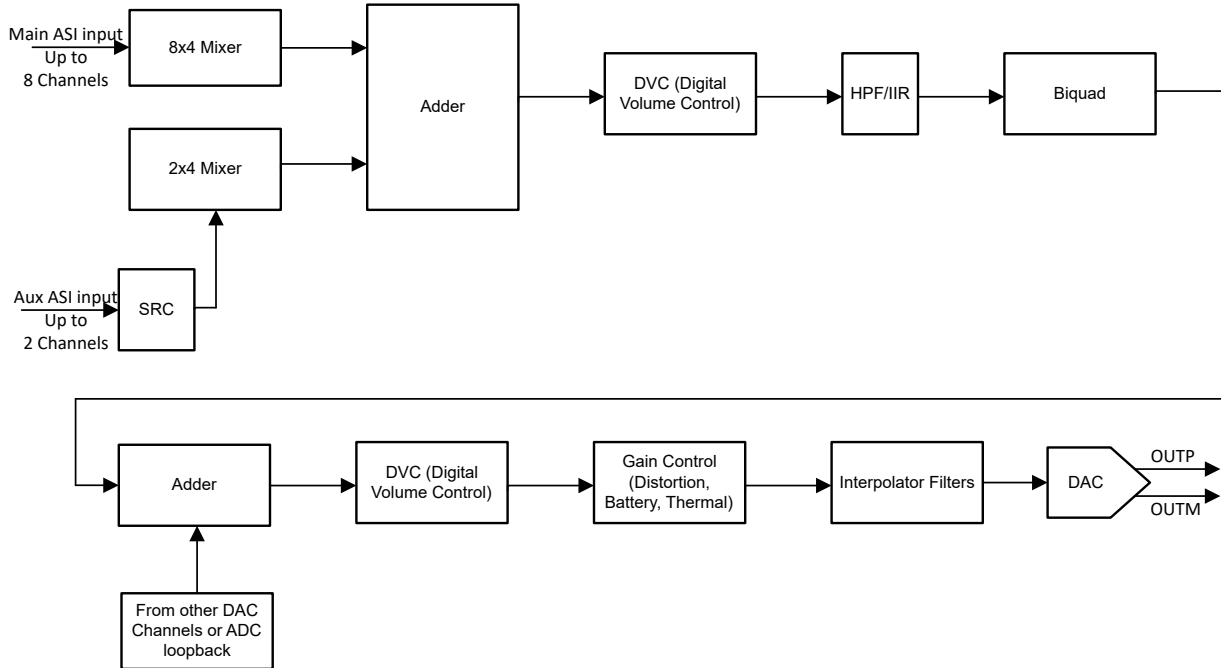 Main ASI input
Up to
8 Channels
8x4 Mixer
Adder
DVC (Digital
Volume Control)
HPF/IIR
Biquad
2x4 Mixer
Aux ASI input
Up to
2 Channels
SRC
Adder
DVC (Digital
Volume Control)
Gain Control
(Distortion,
Battery, Thermal)
Interpolator Filters
DAC
OUTP
OUTM
From other DAC
Channels or ADC
loopback